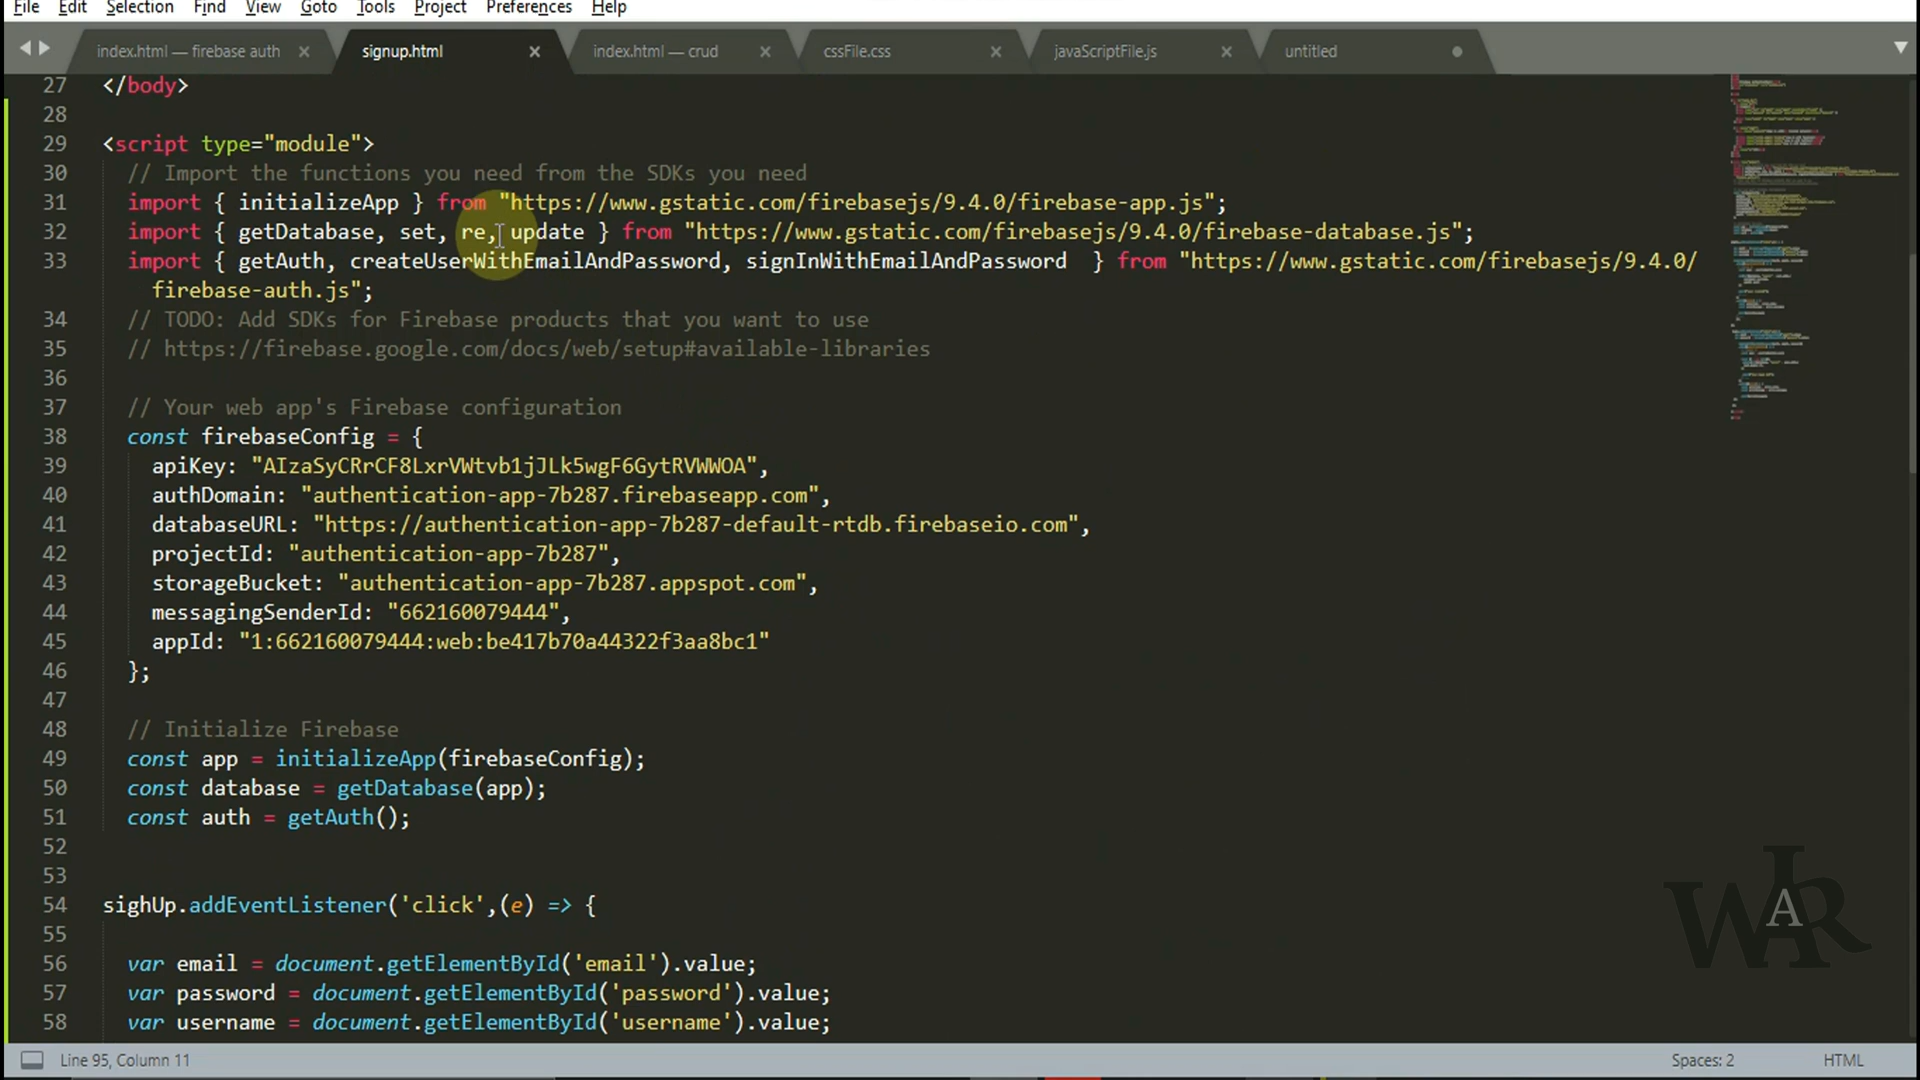 File Edit Selection Find View Goto Tools Project Preferences Help
index.html — firebase auth × signup.html × index.html — crud × cssFile.css × javaScriptFile.js × untitled
27 </body>
28
29 <script type="module">
30 // Import the functions you need from the SDKs you need
31 import { initializeApp } from "https://www.gstatic.com/firebasejs/9.4.0/firebase-app.js";
32 import { getDatabase, set, re, update } from "https://www.gstatic.com/firebasejs/9.4.0/firebase-database.js";
33 import { getAuth, createUserWithEmailAndPassword, signInWithEmailAndPassword  } from "https://www.gstatic.com/firebasejs/9.4.0/
firebase-auth.js";
34 // TODO: Add SDKs for Firebase products that you want to use
35 // https://firebase.google.com/docs/web/setup#available-libraries
36
37 // Your web app's Firebase configuration
38 const firebaseConfig = {
39 apiKey: "AIzaSyCRrCF8LxrVWtvb1jJLk5wgF6GytRVWWOA",
40 authDomain: "authentication-app-7b287.firebaseapp.com",
41 databaseURL: "https://authentication-app-7b287-default-rtdb.firebaseio.com",
42 projectId: "authentication-app-7b287",
43 storageBucket: "authentication-app-7b287.appspot.com",
44 messagingSenderId: "662160079444",
45 appId: "1:662160079444:web:be417b70a44322f3aa8bc1"
46 };
47
48 // Initialize Firebase
49 const app = initializeApp(firebaseConfig);
50 const database = getDatabase(app);
51 const auth = getAuth();
52
53
54 sighUp.addEventListener('click',(e) => {
55
56 var email = document.getElementById('email').value;
57 var password = document.getElementById('password').value;
58 var username = document.getElementById('username').value;
Line 95, Column 11 Spaces: 2 HTML